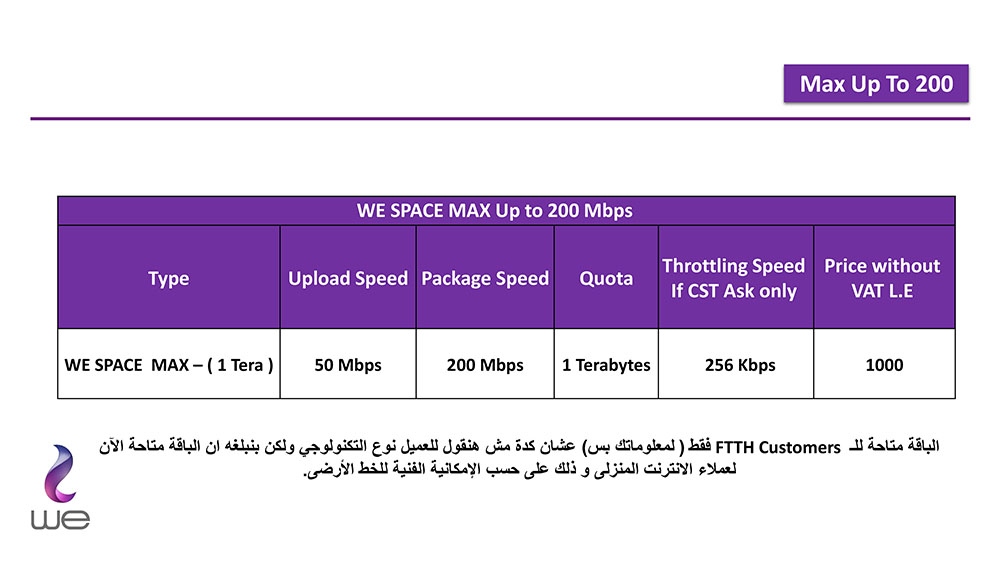 Max Up To 200
WE SPACE MAX Up to 200 Mbps
Type
Upload Speed
Package Speed
Quota
Throttling Speed
If CST Ask only
Price without
VAT L.E
WE SPACE MAX – ( 1 Tera )
50 Mbps
200 Mbps
1 Terabytes
256 Kbps
1000
الباقة متاحة للـ FTTH Customers فقط ( لمعلوماتك بس) عشان كدة مش هنقول للعميل نوع التكنولوجي ولكن بنبلغه ان الباقة متاحة الآن
لعملاء الانترنت المنزلى و ذلك على حسب الإمكانية الفنية للخط الأرضى.
we